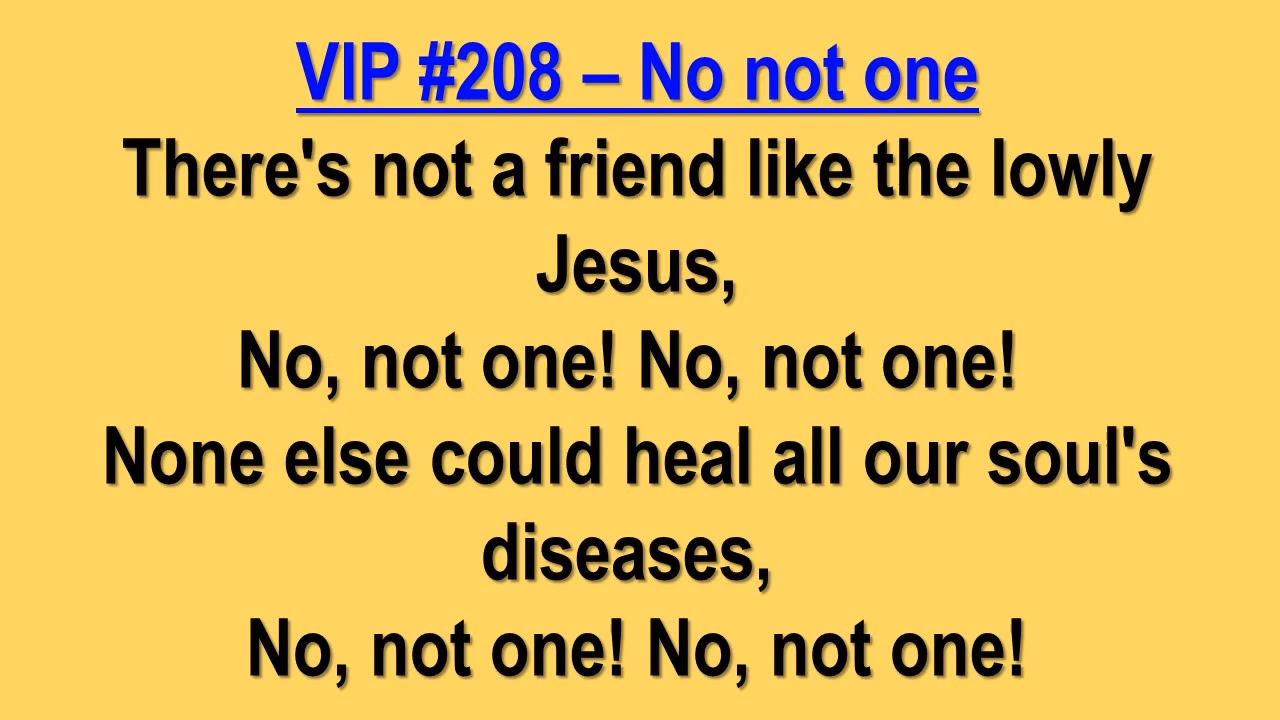 VIP #208 – No not one
There's not a friend like the lowly
Jesus,
No, not one! No, not one!
None else could heal all our soul's
diseases,
No, not one! No, not one!